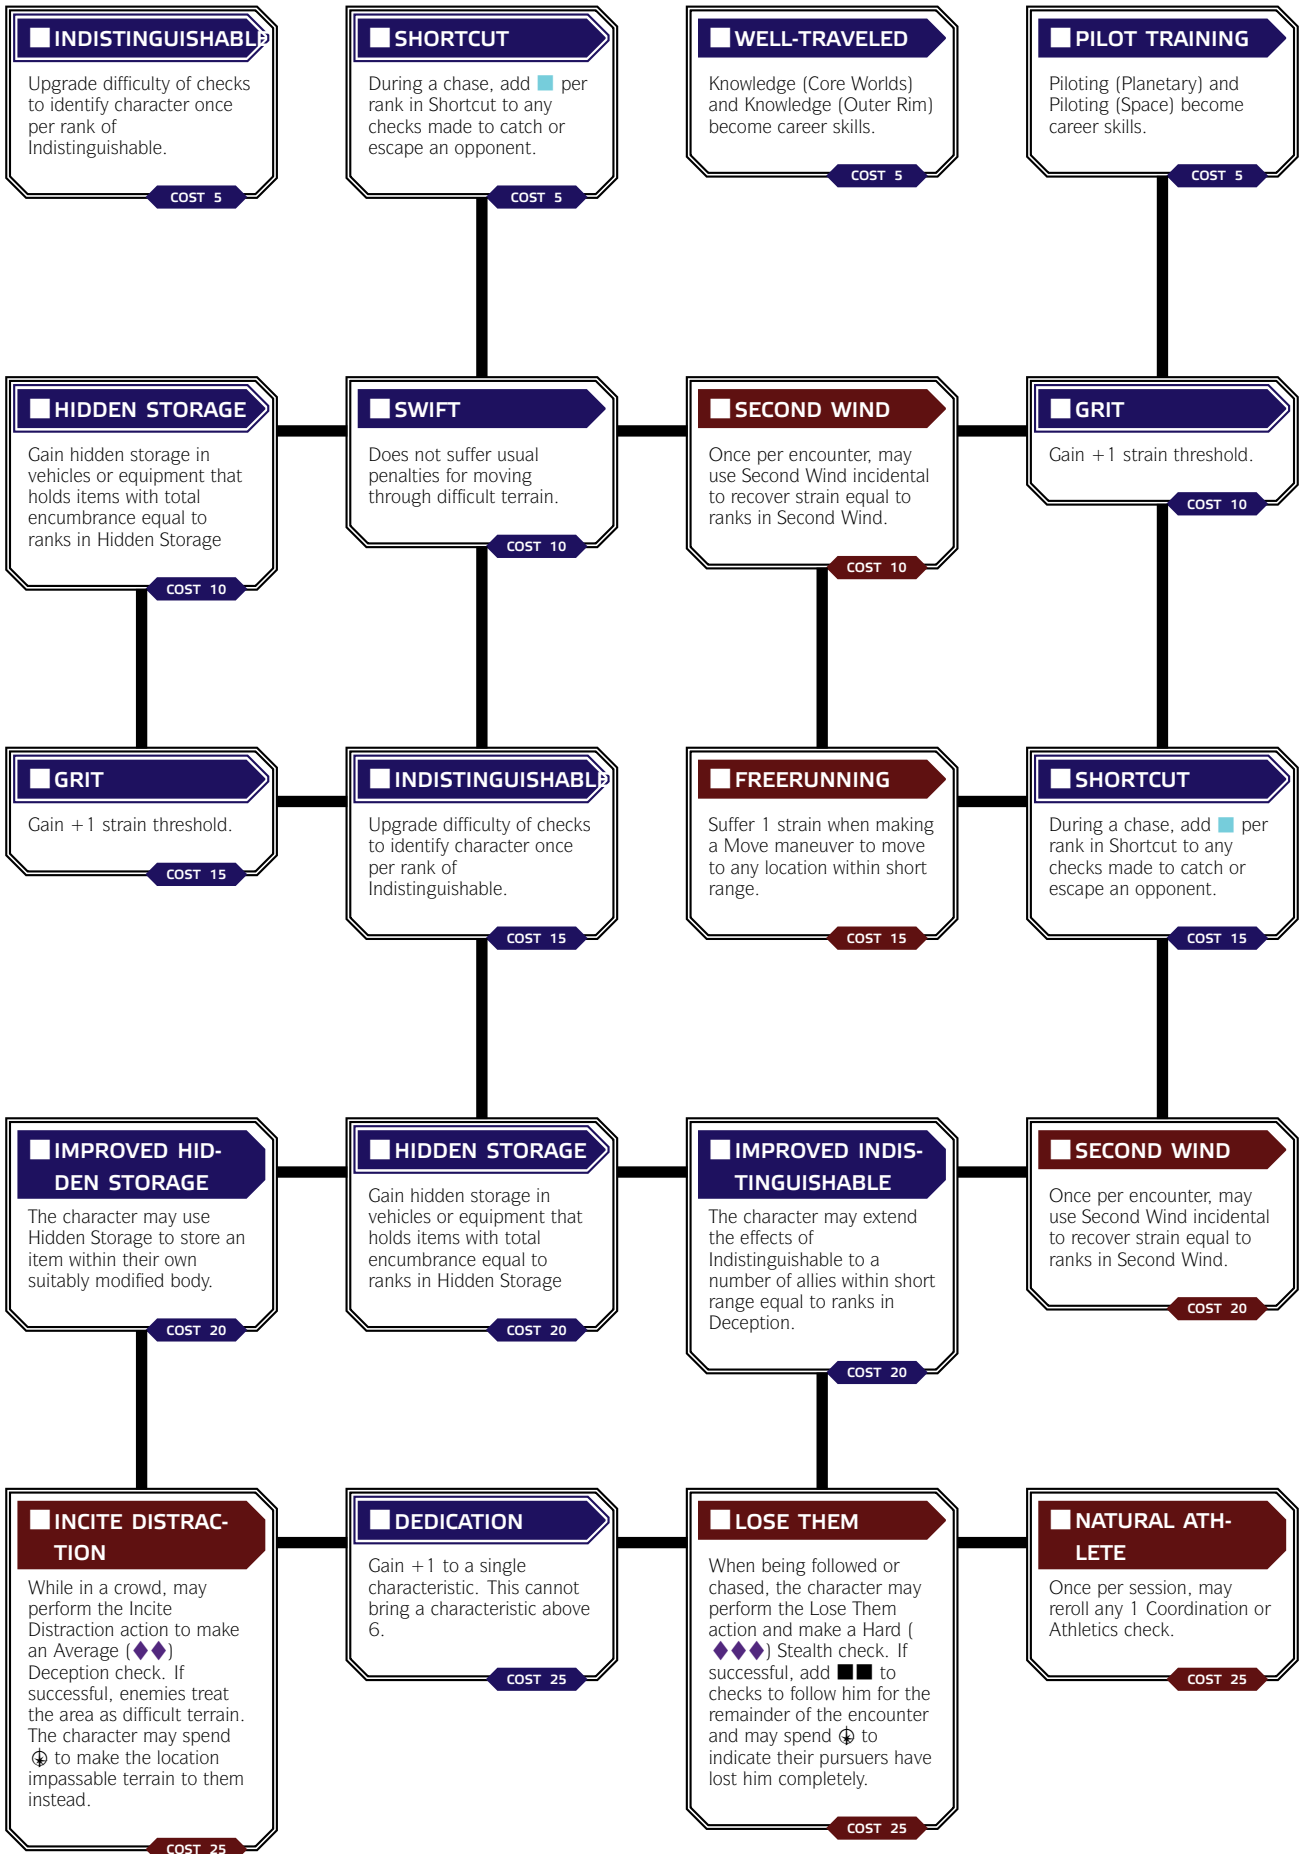 INDISTINGUISHABLE
Upgrade difficulty of checks
to identify character once
per rank of
Indistinguishable.
COST 5
SHORTCUT
During a chase, add per
rank in Shortcut to any
checks made to catch or
escape an opponent.
COST 5
WELL-TRAVELED
Knowledge (Core Worlds)
and Knowledge (Outer Rim)
become career skills.
COST 5
PILOT TRAINING
Piloting (Planetary) and
Piloting (Space) become
career skills.
COST 5
HIDDEN STORAGE
Gain hidden storage in
vehicles or equipment that
holds items with total
encumbrance equal to
ranks in Hidden Storage
COST 10
SWIFT
Does not suffer usual
penalties for moving
through difficult terrain.
COST 10
SECOND WIND
Once per encounter, may
use Second Wind incidental
to recover strain equal to
ranks in Second Wind.
COST 10
GRIT
Gain +1 strain threshold.
COST 10
GRIT
Gain +1 strain threshold.
COST 15
INDISTINGUISHABLE
Upgrade difficulty of checks
to identify character once
per rank of
Indistinguishable.
COST 15
FREERUNNING
Suffer 1 strain when making
a Move maneuver to move
to any location within short
range.
COST 15
SHORTCUT
During a chase, add per
rank in Shortcut to any
checks made to catch or
escape an opponent.
COST 15
IMPROVED HID-
DEN STORAGE
The character may use
Hidden Storage to store an
item within their own
suitably modified body.
COST 20
HIDDEN STORAGE
Gain hidden storage in
vehicles or equipment that
holds items with total
encumbrance equal to
ranks in Hidden Storage
COST 20
IMPROVED INDIS-
TINGUISHABLE
The character may extend
the effects of
Indistinguishable to a
number of allies within short
range equal to ranks in
Deception.
COST 20
SECOND WIND
Once per encounter, may
use Second Wind incidental
to recover strain equal to
ranks in Second Wind.
COST 20
INCITE DISTRAC-
TION
While in a crowd, may
perform the Incite
Distraction action to make
an Average (◆◆)
Deception check. If
successful, enemies treat
the area as difficult terrain.
The character may spend
to make the location
impassable terrain to them
instead.
COST 25
DEDICATION
Gain +1 to a single
characteristic. This cannot
bring a characteristic above
6.
COST 25
LOSE THEM
When being followed or
chased, the character may
perform the Lose Them
action and make a Hard (
◆◆◆) Stealth check. If
successful, add ■■ to
checks to follow him for the
remainder of the encounter
and may spend to
indicate their pursuers have
lost him completely.
COST 25
NATURAL ATH-
LETE
Once per session, may
reroll any 1 Coordination or
Athletics check.
COST 25